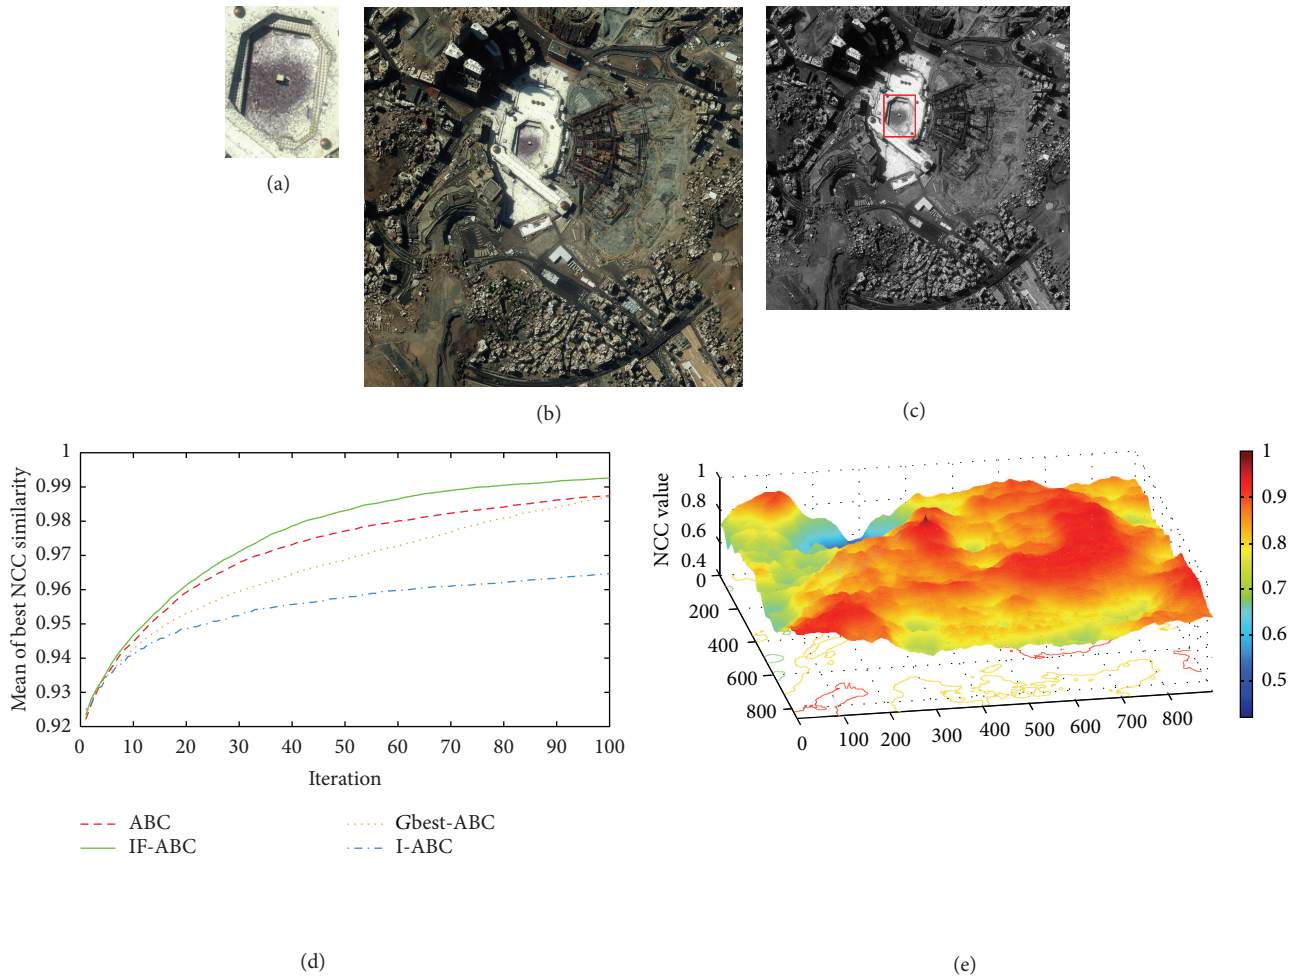 (a)
(b)
(c)
Mean of best NCC similarity
1
0.99
0.98
0.97
0.96
0.95
0.94
0.93
0.92
0 10 20 30 40 50 60 70 80 90 100
Iteration
ABC
IF-ABC
Gbest-ABC
I-ABC
(d)
NCC value
1
0.8
0.6
0.4
0
200
400
600
800
0 100 200 300 400 500 600 700 800
1
0.9
0.8
0.7
0.6
0.5
(e)